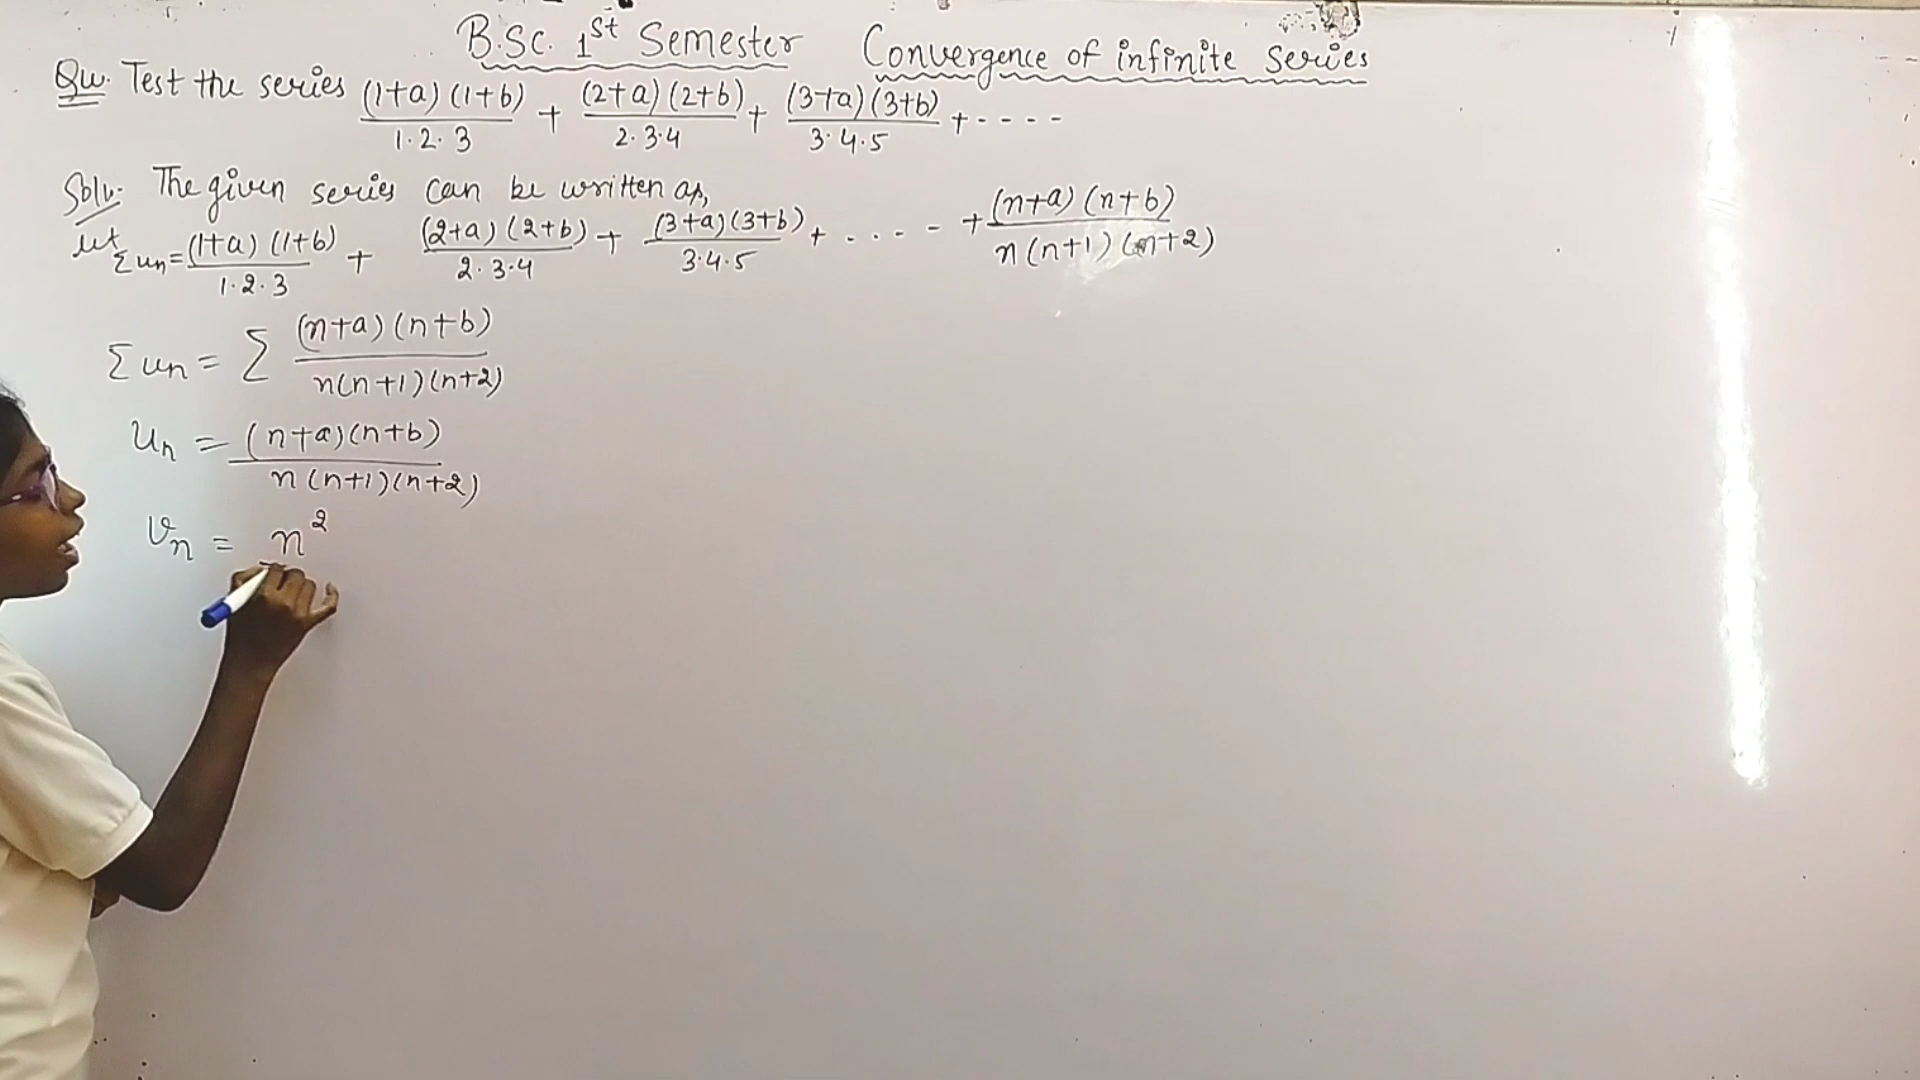 B.Sc. 1st Semester Convergence of infinite series
Qu. Test the series (1+a)(1+b)/1·2·3 + (2+a)(2+b)/2·3·4 + (3+a)(3+b)/3·4·5 + ----
Solu. The given series can be written as,
let Σun = (1+a)(1+b)/1·2·3 + (2+a)(2+b)/2·3·4 + (3+a)(3+b)/3·4·5 + ..... + (n+a)(n+b)/n(n+1)(n+2)
Σun = Σ (n+a)(n+b)/n(n+1)(n+2)
un = (n+a)(n+b)/n(n+1)(n+2)
vn = n²